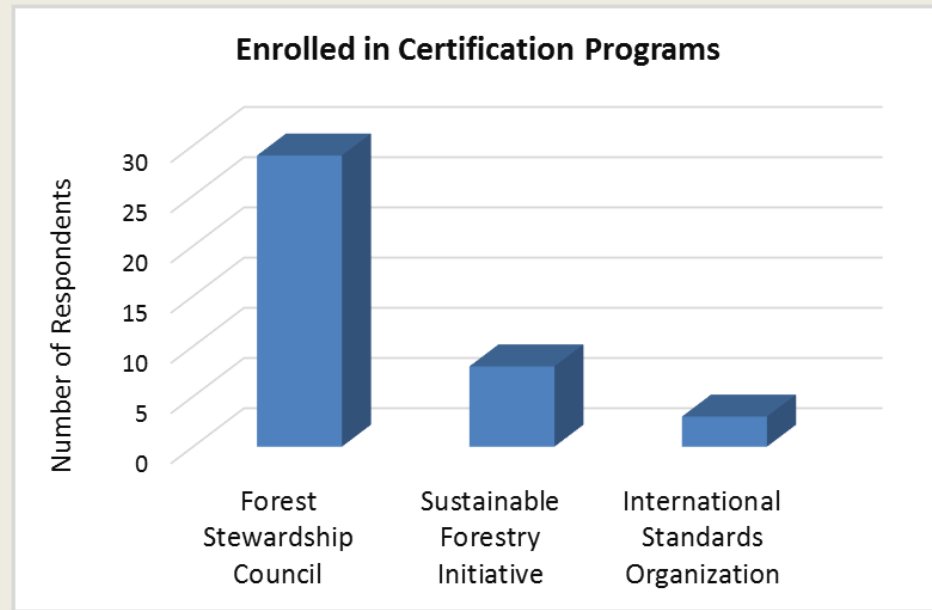 Enrolled in Certification Programs
Number of Respondents
30
25
20
15
10
5
0
Forest
Stewardship
Council
Sustainable
Forestry
Initiative
International
Standards
Organization